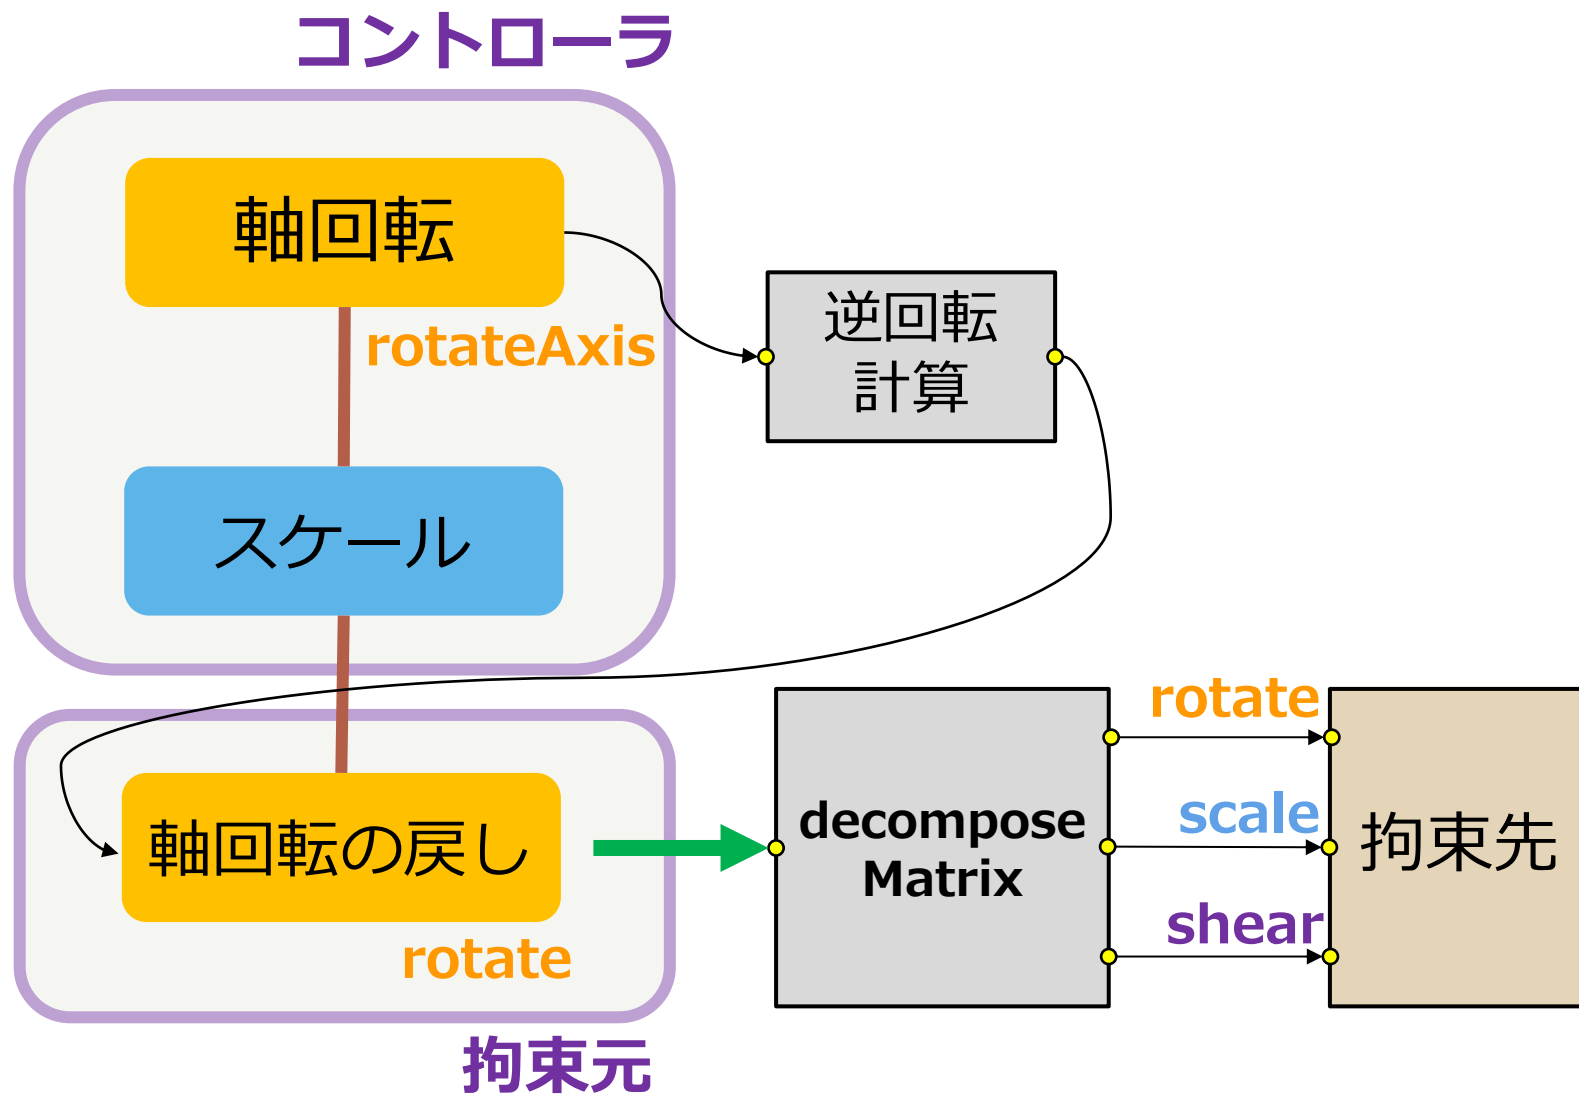 コントローラ
軸回転
rotateAxis
逆回転
計算
スケール
軸回転の戻し
rotate
拘束元
decompose
Matrix
rotate
scale
shear
拘束先